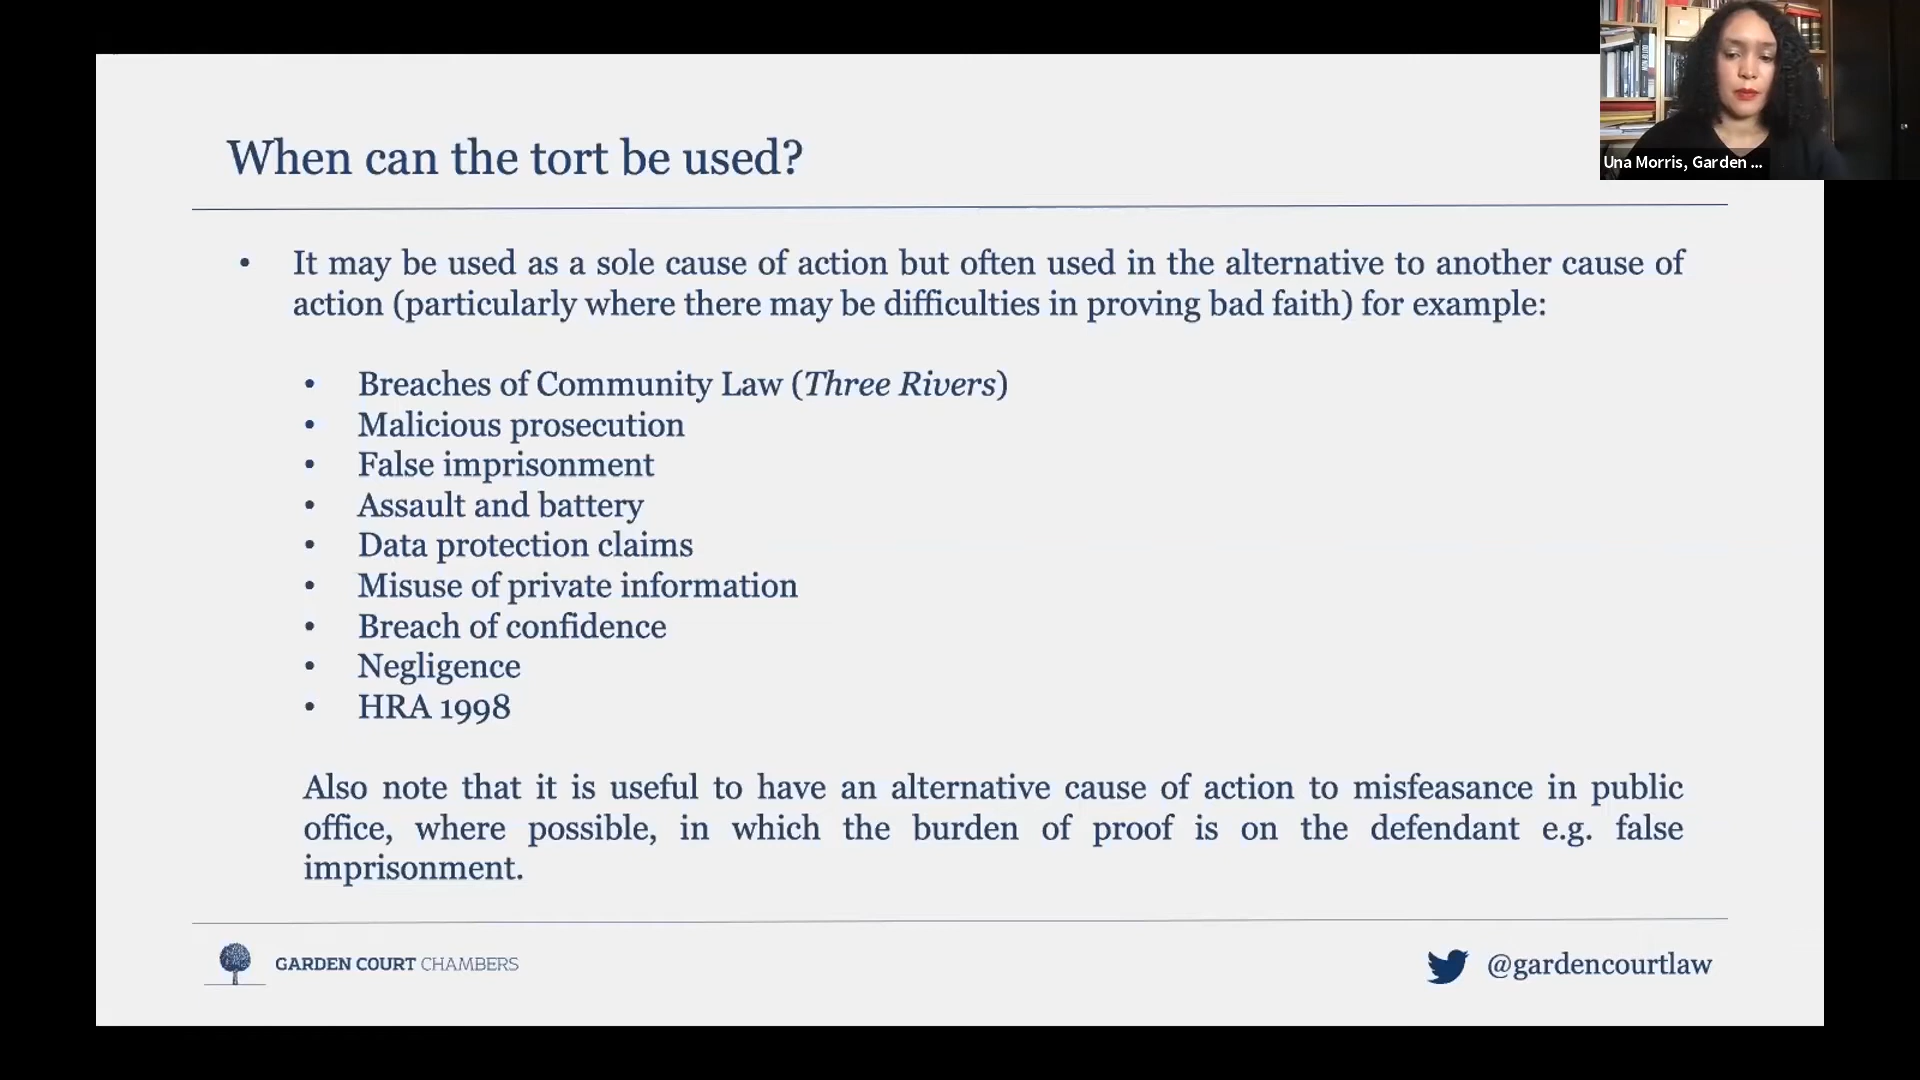 When can the tort be used?
Una Morris, Garden ...
• It may be used as a sole cause of action but often used in the alternative to another cause of
action (particularly where there may be difficulties in proving bad faith) for example:
• Breaches of Community Law (Three Rivers)
• Malicious prosecution
• False imprisonment
• Assault and battery
• Data protection claims
• Misuse of private information
• Breach of confidence
• Negligence
• HRA 1998
Also note that it is useful to have an alternative cause of action to misfeasance in public
office, where possible, in which the burden of proof is on the defendant e.g. false
imprisonment.
GARDEN COURT CHAMBERS
@gardencourtlaw